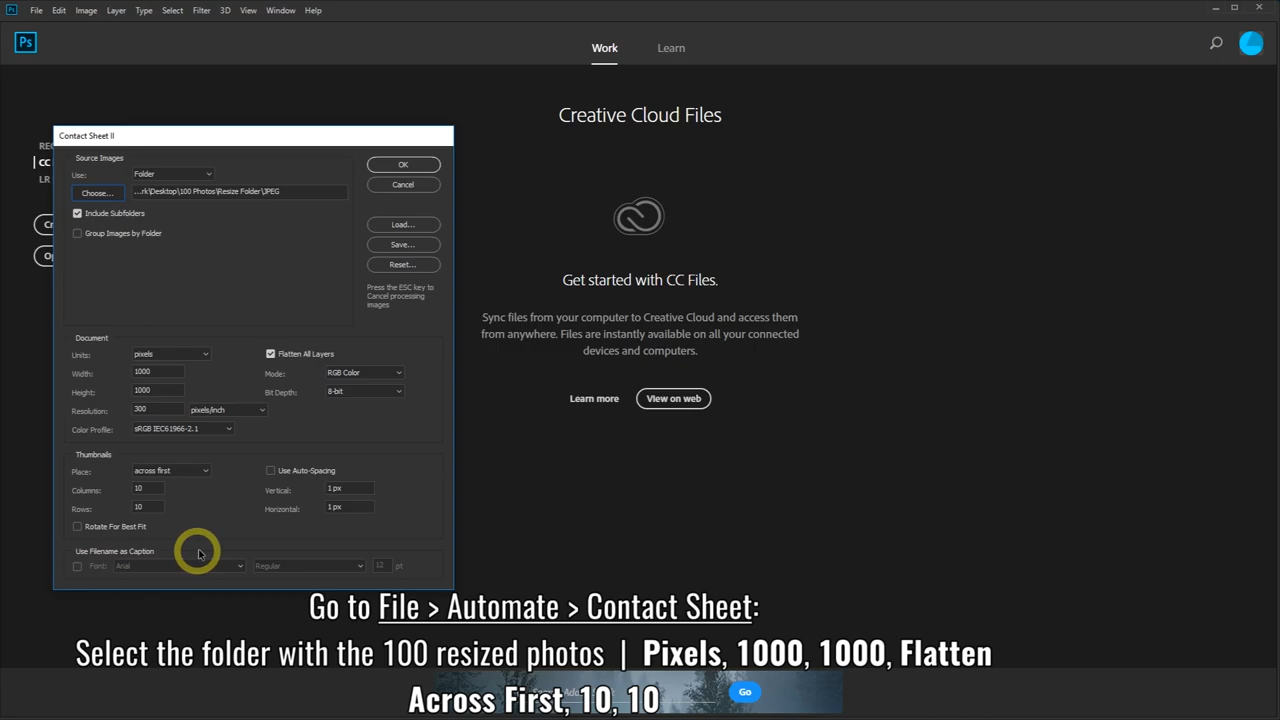 Ps
File
Edit
Image
Layer
Type
Select
Filter
3D
View
Window
Help
Ps
Work
Learn
Creative Cloud Files
CC
LR
Contact Sheet II
Source Images
Use:
Folder
Choose...
...rk\Desktop\100 Photos\Resize Folder\JPEG
Include Subfolders
Group Images by Folder
OK
Cancel
Load...
Save...
Reset...
Press the ESC key to
Cancel processing
images
Document
Units:
pixels
Width:
1000
Height:
1000
Resolution:
300
pixels/inch
Color Profile:
sRGB IEC61966-2.1
Flatten All Layers
Mode:
RGB Color
Bit Depth:
8-bit
Thumbnails
Place:
across first
Columns:
10
Rows:
10
Rotate For Best Fit
Use Auto-Spacing
Vertical:
1 px
Horizontal:
1 px
Use Filename as Caption
Font:
Arial
Regular
12
pt
Get started with CC Files.
Sync files from your computer to Creative Cloud and access them
from anywhere. Files are instantly available on all your connected
devices and computers.
Learn more
View on web
Go to File > Automate > Contact Sheet:
Select the folder with the 100 resized photos | Pixels, 1000, 1000, Flatten
Across First, 10, 10
Go